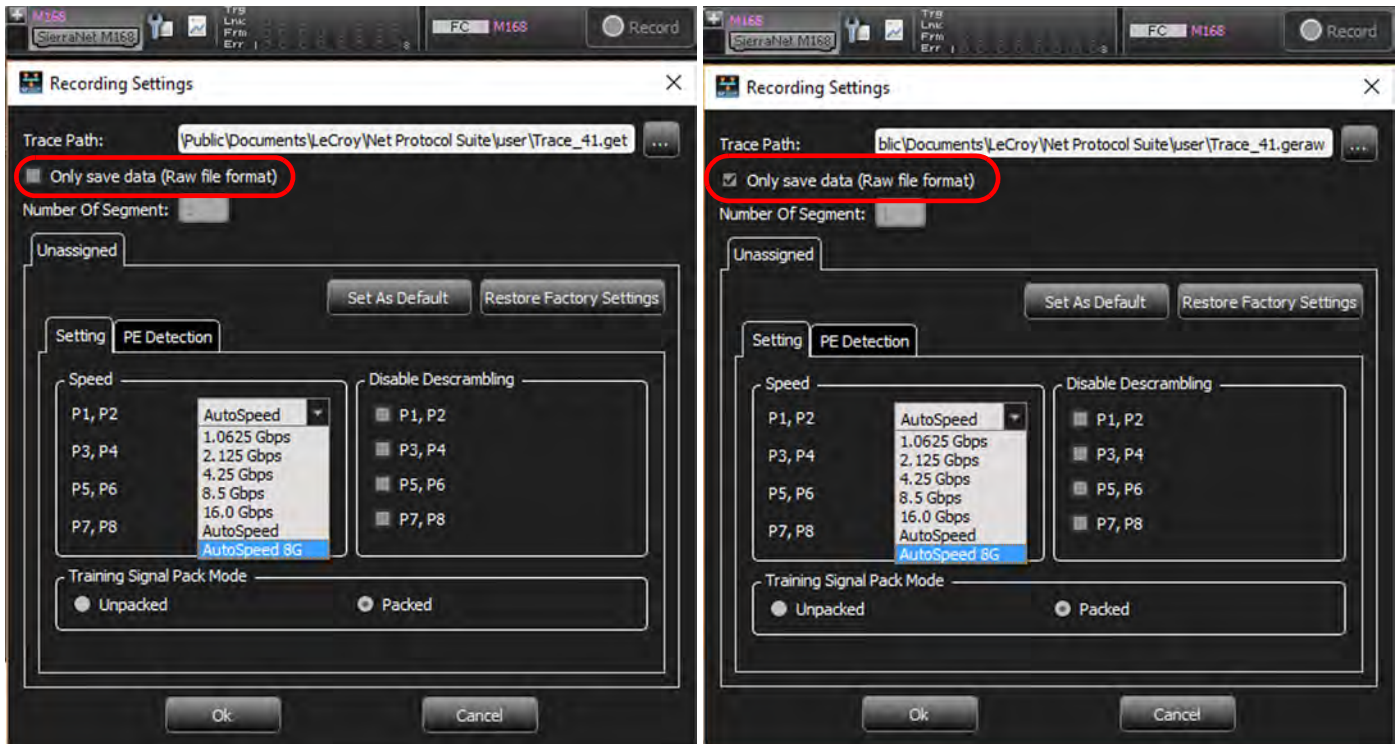 M168
SierraNet M168
Trg
Lnk
Frm
Err
8
FC M168
Record
Recording Settings
Trace Path: \Public\Documents\LeCroy\Net Protocol Suite\user\Trace_41.get ...
Only save data (Raw file format)
Number Of Segment:
Unassigned
Set As Default Restore Factory Settings
Setting PE Detection
Speed
P1, P2 AutoSpeed
1.0625 Gbps
2.125 Gbps
P3, P4
4.25 Gbps
8.5 Gbps
P5, P6
16.0 Gbps
AutoSpeed
P7, P8
AutoSpeed 8G
Disable Descrambling
P1, P2
P3, P4
P5, P6
P7, P8
Training Signal Pack Mode
Unpacked Packed
Ok Cancel
M168
SierraNet M168
Trg
Lnk
Frm
Err
8
FC M168
Record
Recording Settings
Trace Path: blic\Documents\LeCroy\Net Protocol Suite\user\Trace_41.geraw ...
Only save data (Raw file format)
Number Of Segment:
Unassigned
Set As Default Restore Factory Settings
Setting PE Detection
Speed
P1, P2 AutoSpeed
1.0625 Gbps
2.125 Gbps
P3, P4
4.25 Gbps
8.5 Gbps
P5, P6
16.0 Gbps
AutoSpeed
P7, P8
AutoSpeed 8G
Disable Descrambling
P1, P2
P3, P4
P5, P6
P7, P8
Training Signal Pack Mode
Unpacked Packed
Ok Cancel